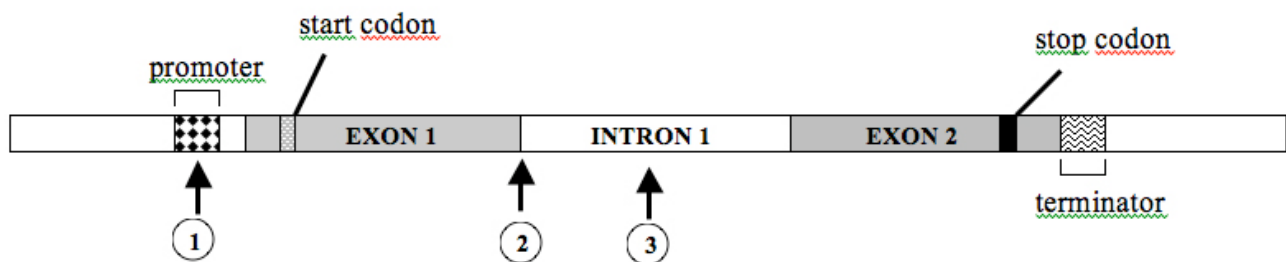 start codon
stop codon
promoter
EXON 1 INTRON 1 EXON 2
terminator
1 2 3